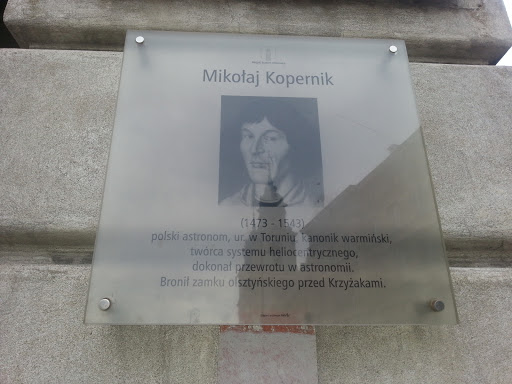 Mikołaj Kopernik
(1473 - 1543)
polski astronom, ur. w Toruniu, kanonik warmiński,
twórca systemu heliocentrycznego,
dokonał przewrotu w astronomii.
Bronił zamku olsztyńskiego przed Krzyżakami.